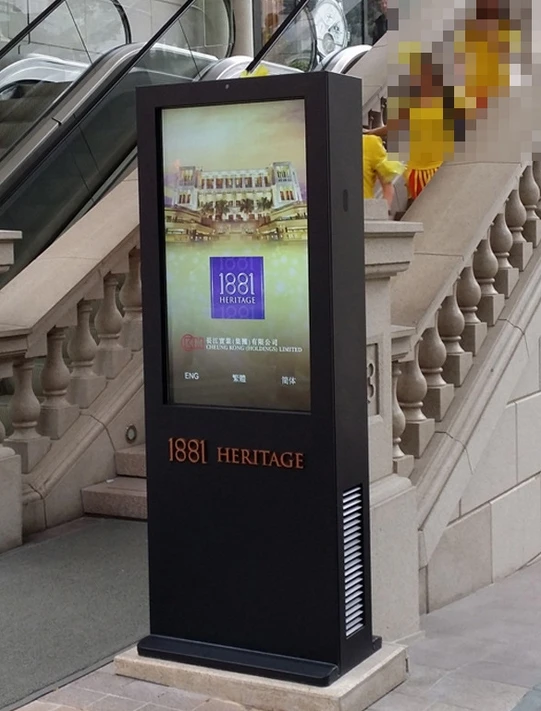 1881
HERITAGE
長江實業(集團)有限公司
CHEUNG KONG (HOLDINGS) LIMITED
ENG 繁體 简体
1881 HERITAGE